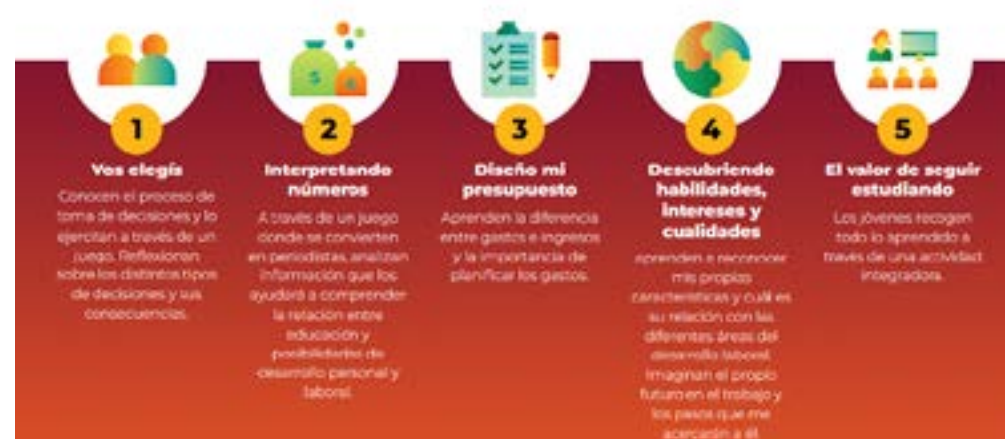 1
Vos elegís
Conocen el proceso de
toma de decisiones y lo
ejercitan a través de un
juego. Reflexionan
sobre los distintos tipos
de decisiones y sus
consecuencias.
2
Interpretando
números
A través de un juego
donde se convierten
en periodistas, analizan
información que los
ayudará a comprender
la relación entre
educación y
posibilidades de
desarrollo personal y
laboral.
3
Diseño mi
presupuesto
Aprenden la diferencia
entre gastos e ingresos
y la importancia de
planificar los gastos.
4
Descubriendo
habilidades,
intereses y
cualidades
aprenden a reconocer
mis propias
características y cuál es
su relación con las
diferentes áreas del
desarrollo laboral.
Imaginan el propio
futuro en el trabajo y
los pasos que me
acercarán a él.
5
El valor de seguir
estudiando
Los jóvenes recogen
todo lo aprendido a
través de una actividad
integradora.